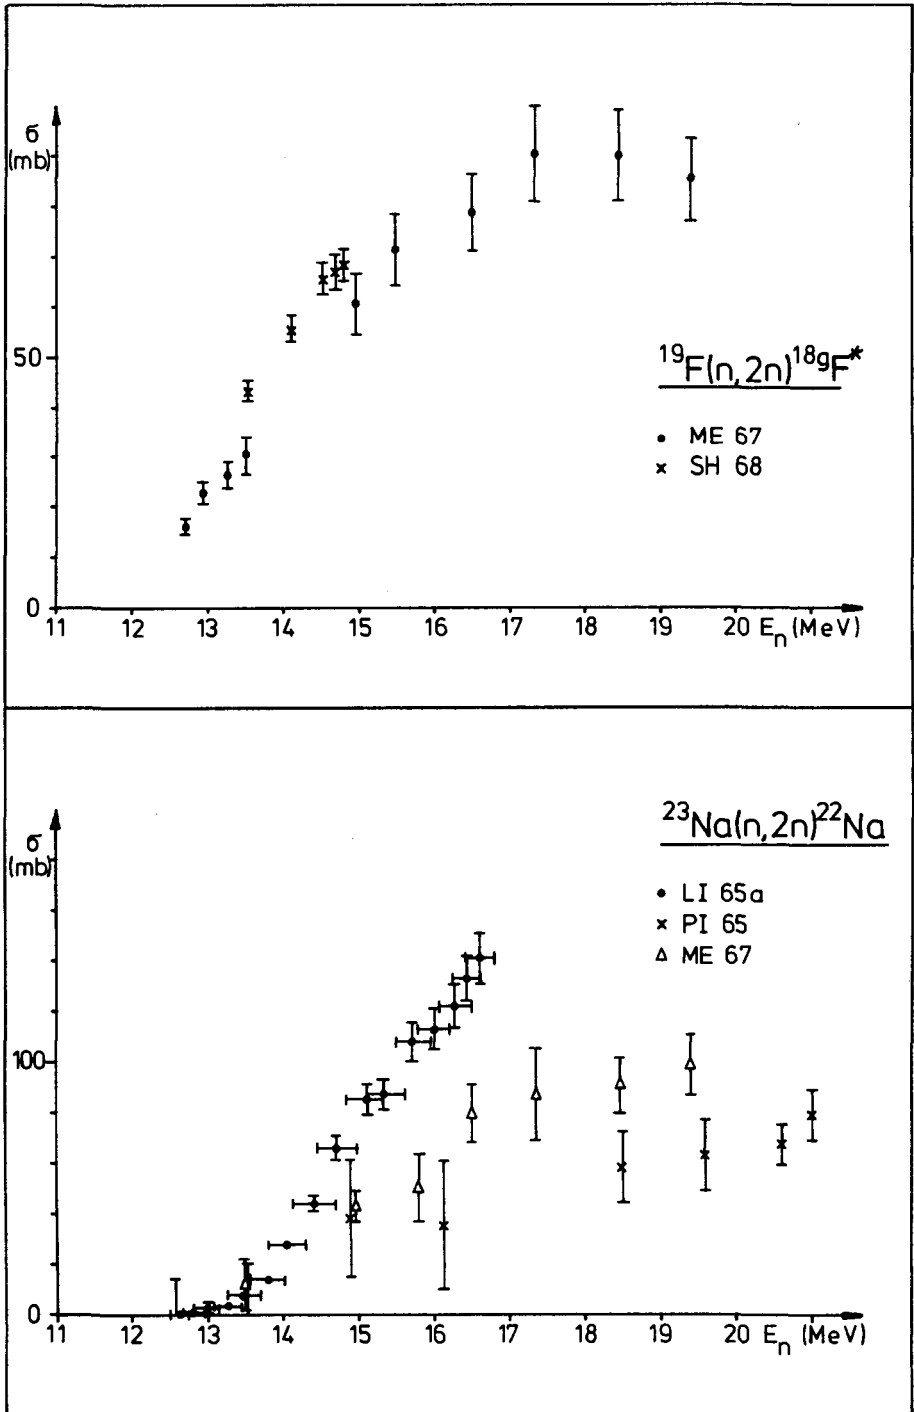 σ
(mb)
50
0
11 12 13 14 15 16 17 18 19 20 Eₙ (MeV)
¹⁹F(n,2n)¹⁸ᵍF*
• ME 67
× SH 68
σ
(mb)
100
0
11 12 13 14 15 16 17 18 19 20 Eₙ (MeV)
²³Na(n,2n)²²Na
• LI 65a
× PI 65
△ ME 67